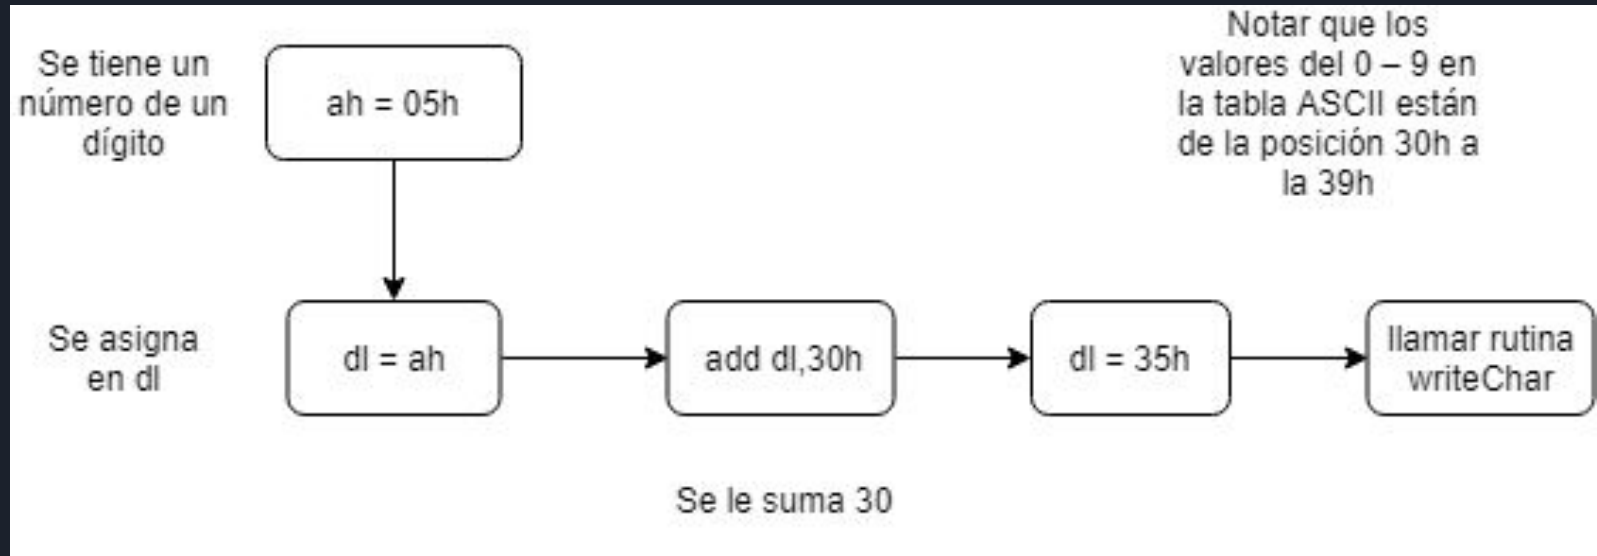 Se tiene un
número de un
dígito
ah = 05h
Notar que los
valores del 0 – 9 en
la tabla ASCII están
de la posición 30h a
la 39h
Se asigna
en dl
dl = ah
add dl,30h
dl = 35h
llamar rutina
writeChar
Se le suma 30